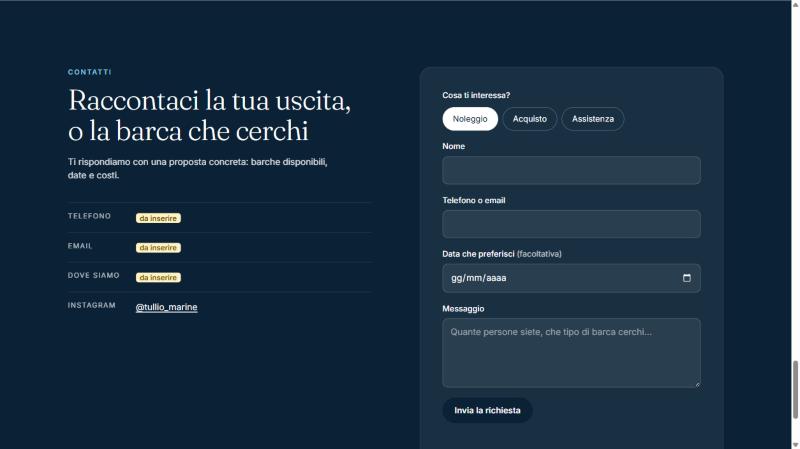 CONTATTI
Raccontaci la tua uscita,
o la barca che cerchi
Ti rispondiamo con una proposta concreta: barche disponibili,
date e costi.
TELEFONO da inserire
EMAIL da inserire
DOVE SIAMO da inserire
INSTAGRAM @tullio_marine
Cosa ti interessa?
Noleggio Acquisto Assistenza
Nome
Telefono o email
Data che preferisci (facoltativa)
gg/mm/aaaa
Messaggio
Quante persone siete, che tipo di barca cerchi...
Invia la richiesta